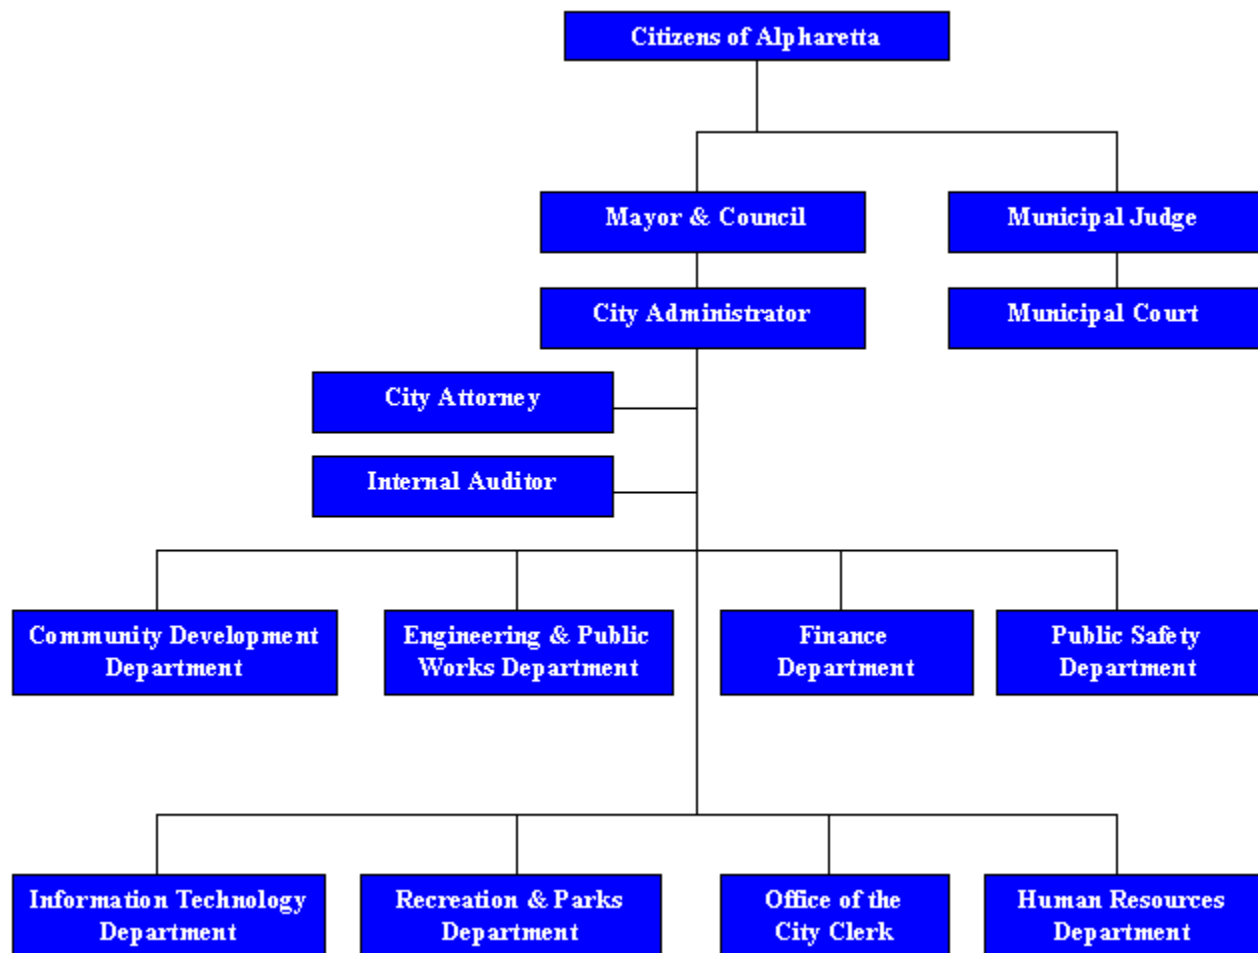 Citizens of Alpharetta
Mayor & Council
Municipal Judge
City Administrator
Municipal Court
City Attorney
Internal Auditor
Community Development
Department
Engineering & Public
Works Department
Finance
Department
Public Safety
Department
Information Technology
Department
Recreation & Parks
Department
Office of the
City Clerk
Human Resources
Department